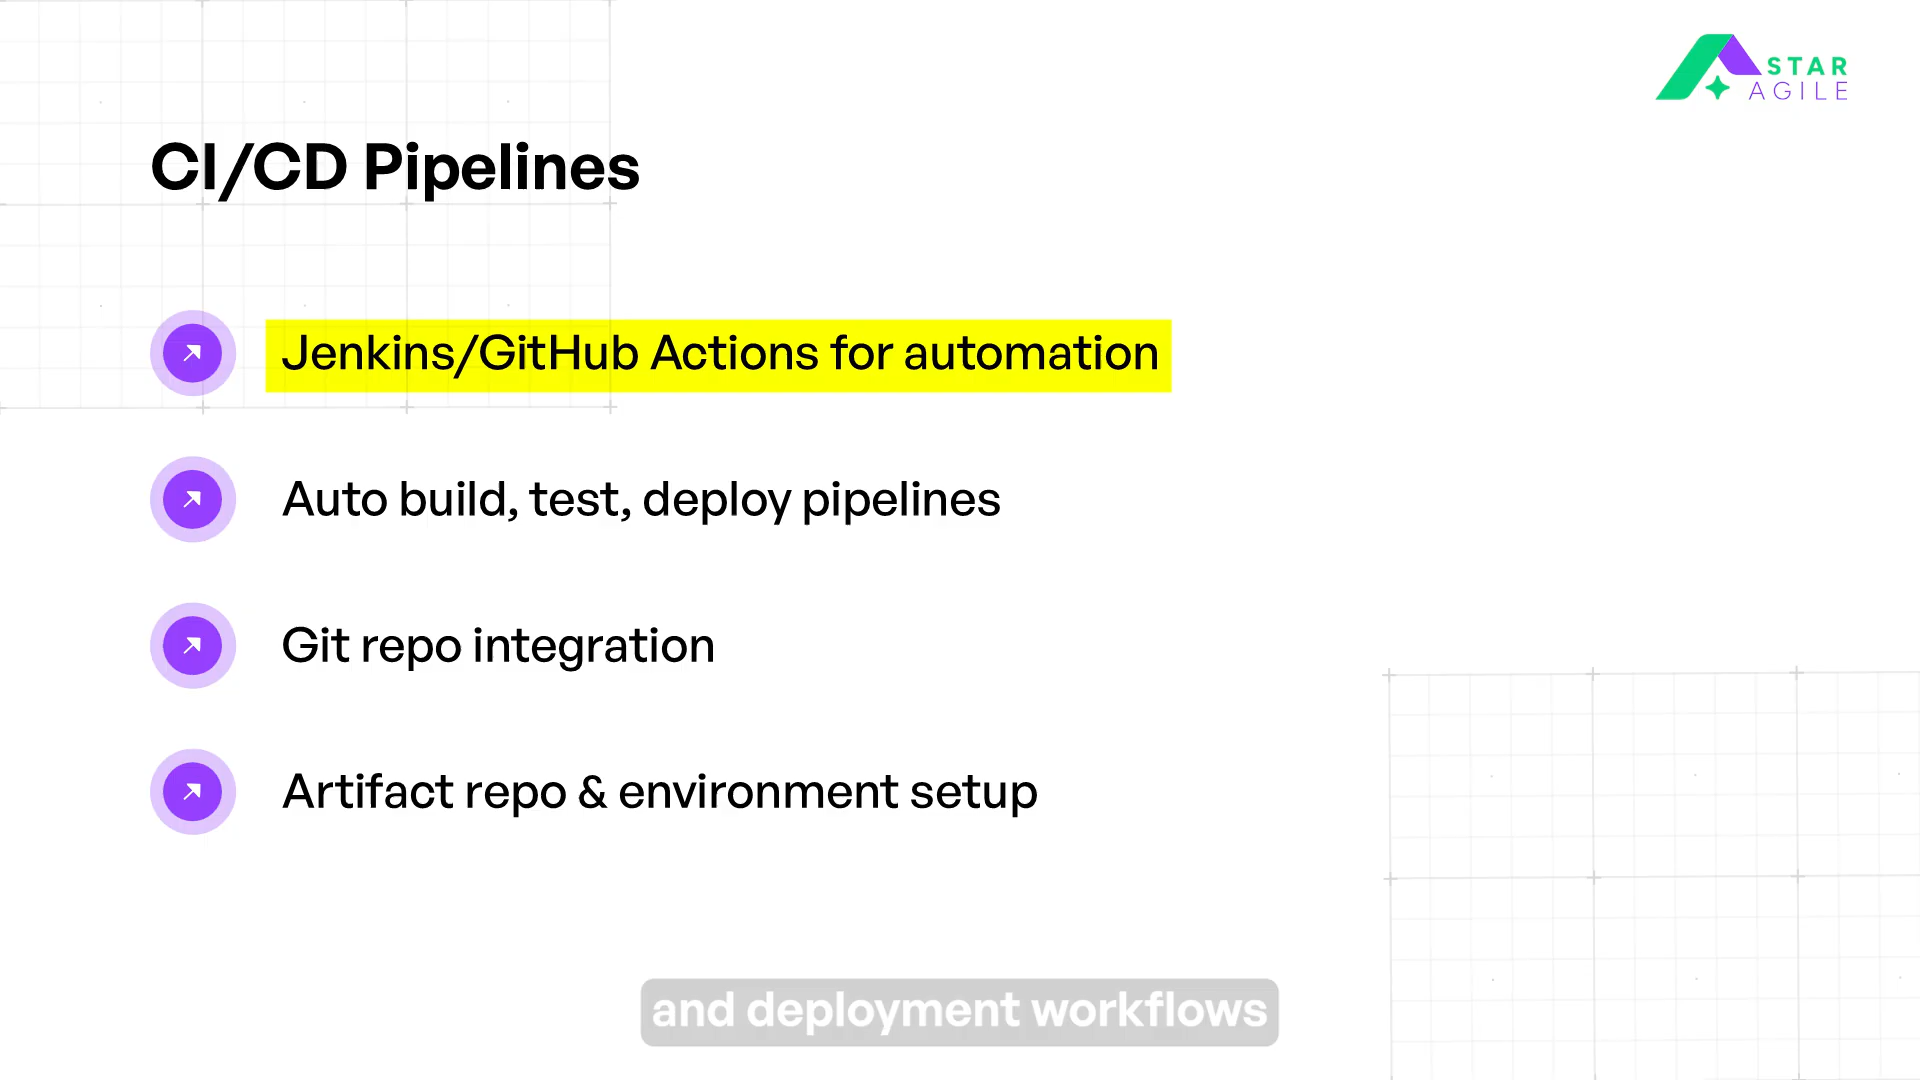 STAR
AGILE
CI/CD Pipelines
Jenkins/GitHub Actions for automation
Auto build, test, deploy pipelines
Git repo integration
Artifact repo & environment setup
and deployment workflows